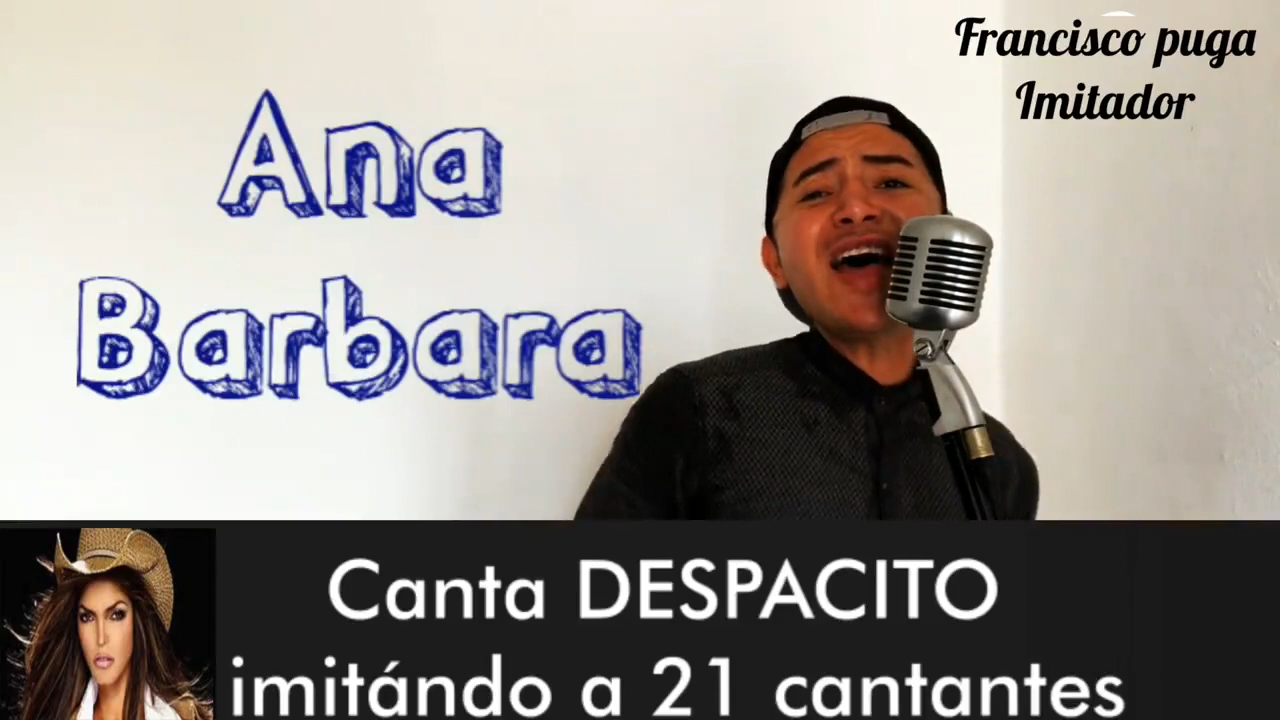 Francisco puga
Imitador
Ana
Barbara
Canta DESPACITO
imitándo a 21 cantantes